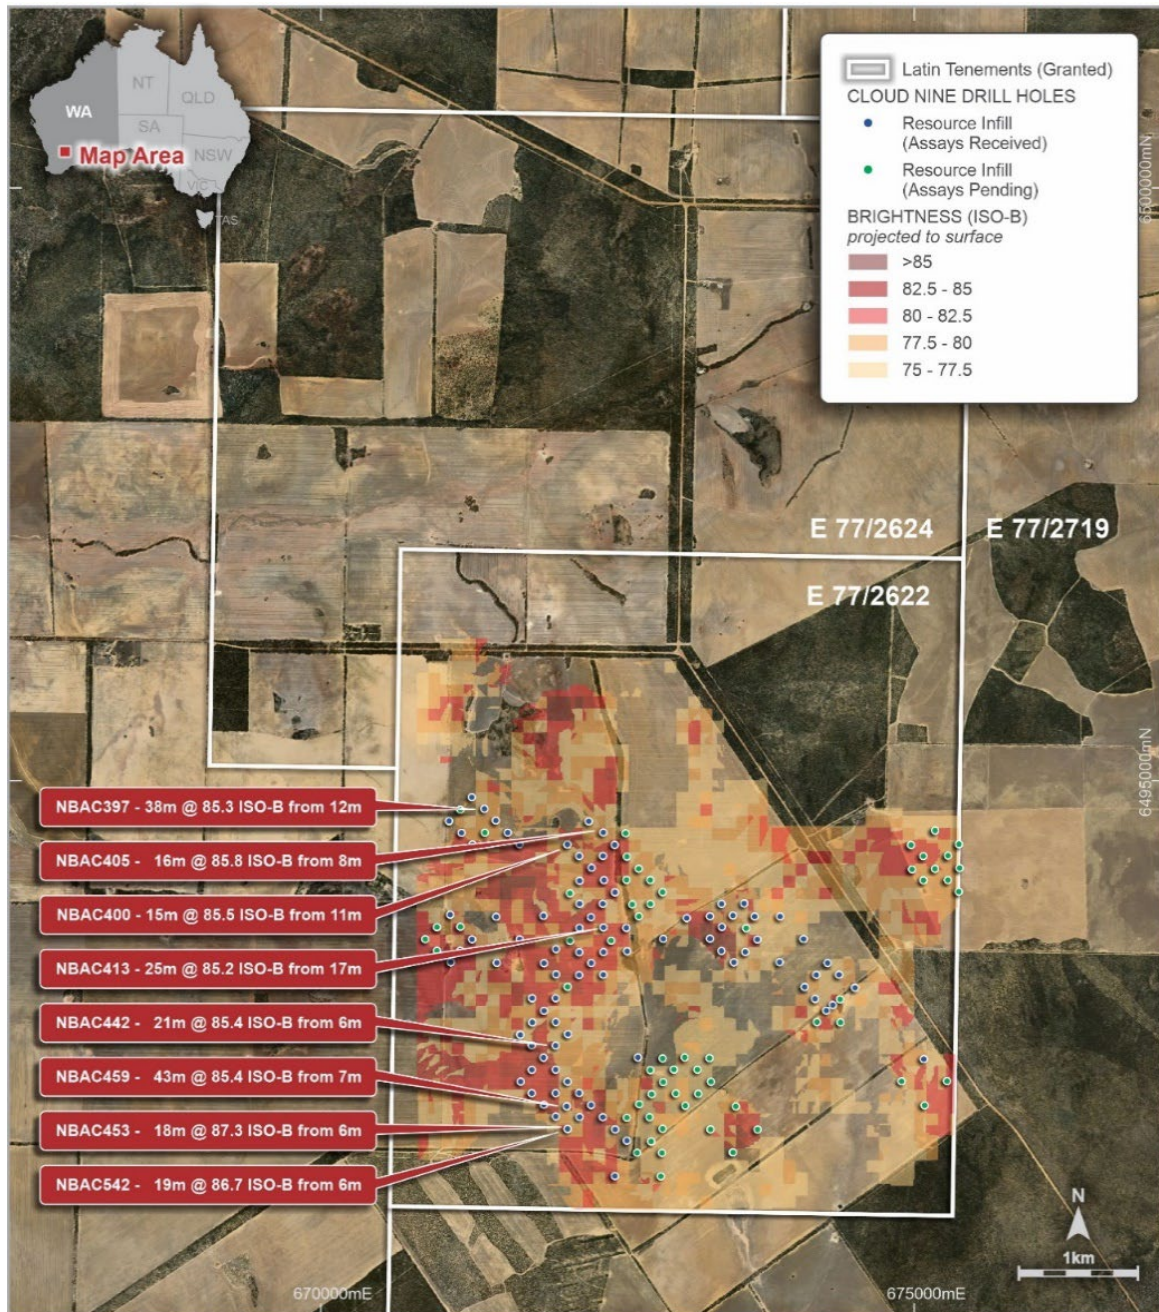 NT
QLD
WA
SA
NSW
VIC
TAS
Map Area
Latin Tenements (Granted)
CLOUD NINE DRILL HOLES
Resource Infill
(Assays Received)
Resource Infill
(Assays Pending)
BRIGHTNESS (ISO-B)
projected to surface
>85
82.5 - 85
80 - 82.5
77.5 - 80
75 - 77.5
6500000mN
E 77/2624
E 77/2719
E 77/2622
6495000mN
NBAC397 - 38m @ 85.3 ISO-B from 12m
NBAC405 - 16m @ 85.8 ISO-B from 8m
NBAC400 - 15m @ 85.5 ISO-B from 11m
NBAC413 - 25m @ 85.2 ISO-B from 17m
NBAC442 - 21m @ 85.4 ISO-B from 6m
NBAC459 - 43m @ 85.4 ISO-B from 7m
NBAC453 - 18m @ 87.3 ISO-B from 6m
NBAC542 - 19m @ 86.7 ISO-B from 6m
N
1km
670000mE
675000mE